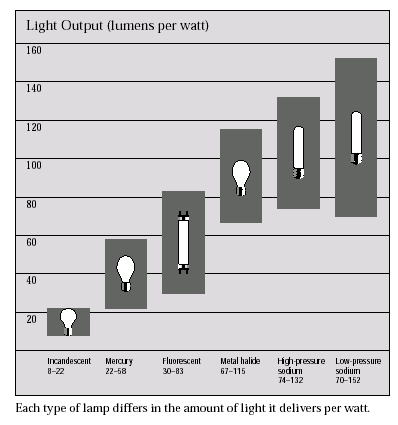 Light Output (lumens per watt)
160
140
120
100
80
60
40
20
Incandescent
8–22
Mercury
22–58
Fluorescent
30–83
Metal halide
67–115
High-pressure
sodium
74–132
Low-pressure
sodium
70–152
Each type of lamp differs in the amount of light it delivers per watt.